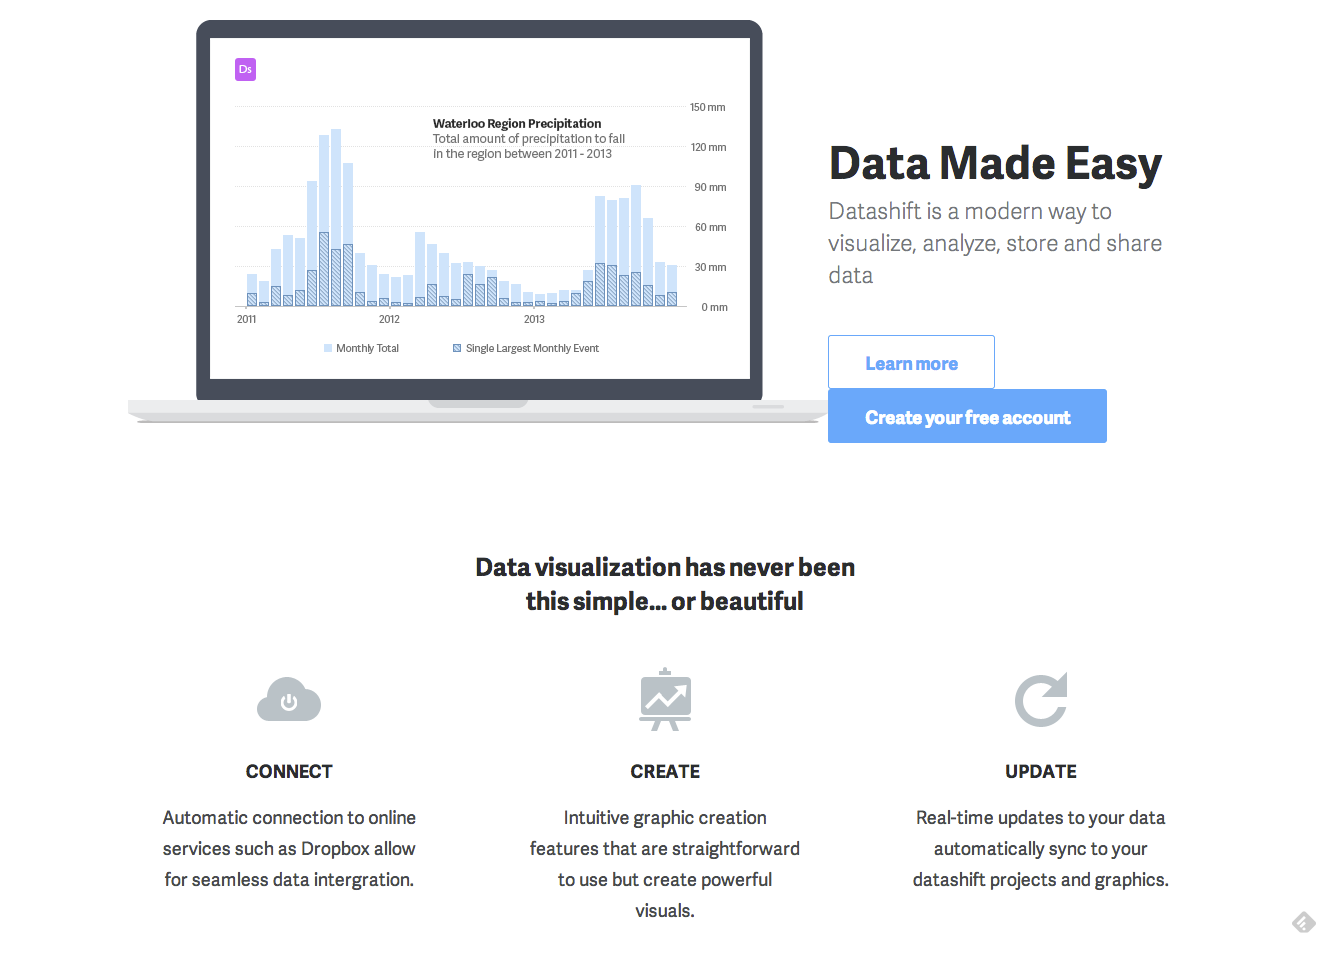 Ds
150 mm
Waterloo Region Precipitation
Total amount of precipitation to fall
in the region between 2011 - 2013
120 mm
90 mm
60 mm
30 mm
0 mm
2011 2012 2013
Monthly Total Single Largest Monthly Event
Data Made Easy
Datashift is a modern way to
visualize, analyze, store and share
data
Learn more
Create your free account
Data visualization has never been
this simple... or beautiful
CONNECT
Automatic connection to online
services such as Dropbox allow
for seamless data intergration.
CREATE
Intuitive graphic creation
features that are straightforward
to use but create powerful
visuals.
UPDATE
Real-time updates to your data
automatically sync to your
datashift projects and graphics.